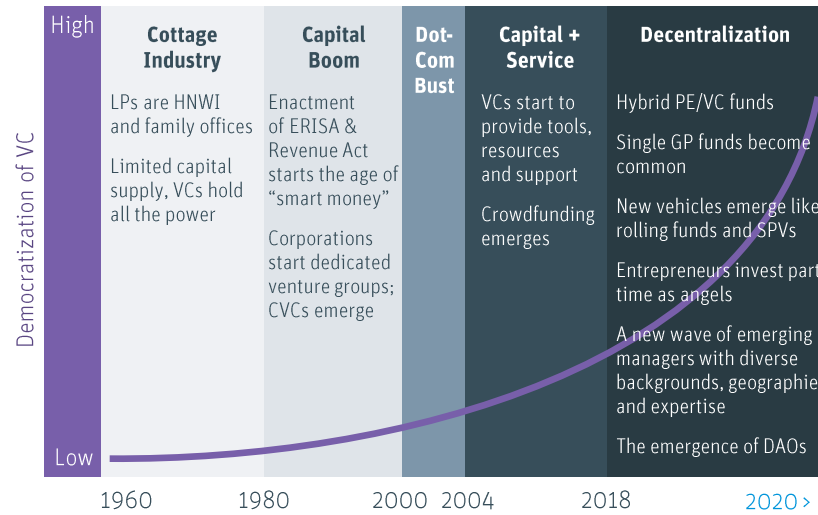 High
Low
Democratization of VC
Cottage
Industry
LPs are HNWI
and family offices
Limited capital
supply, VCs hold
all the power
Capital
Boom
Enactment
of ERISA &
Revenue Act
starts the age of
“smart money”
Corporations
start dedicated
venture groups;
CVCs emerge
Dot-
Com
Bust
Capital +
Service
VCs start to
provide tools,
resources
and support
Crowdfunding
emerges
Decentralization
Hybrid PE/VC funds
Single GP funds become
common
New vehicles emerge like
rolling funds and SPVs
Entrepreneurs invest part
time as angels
A new wave of emerging
managers with diverse
backgrounds, geographie
and expertise
The emergence of DAOs
1960
1980
2000
2004
2018
2020 >